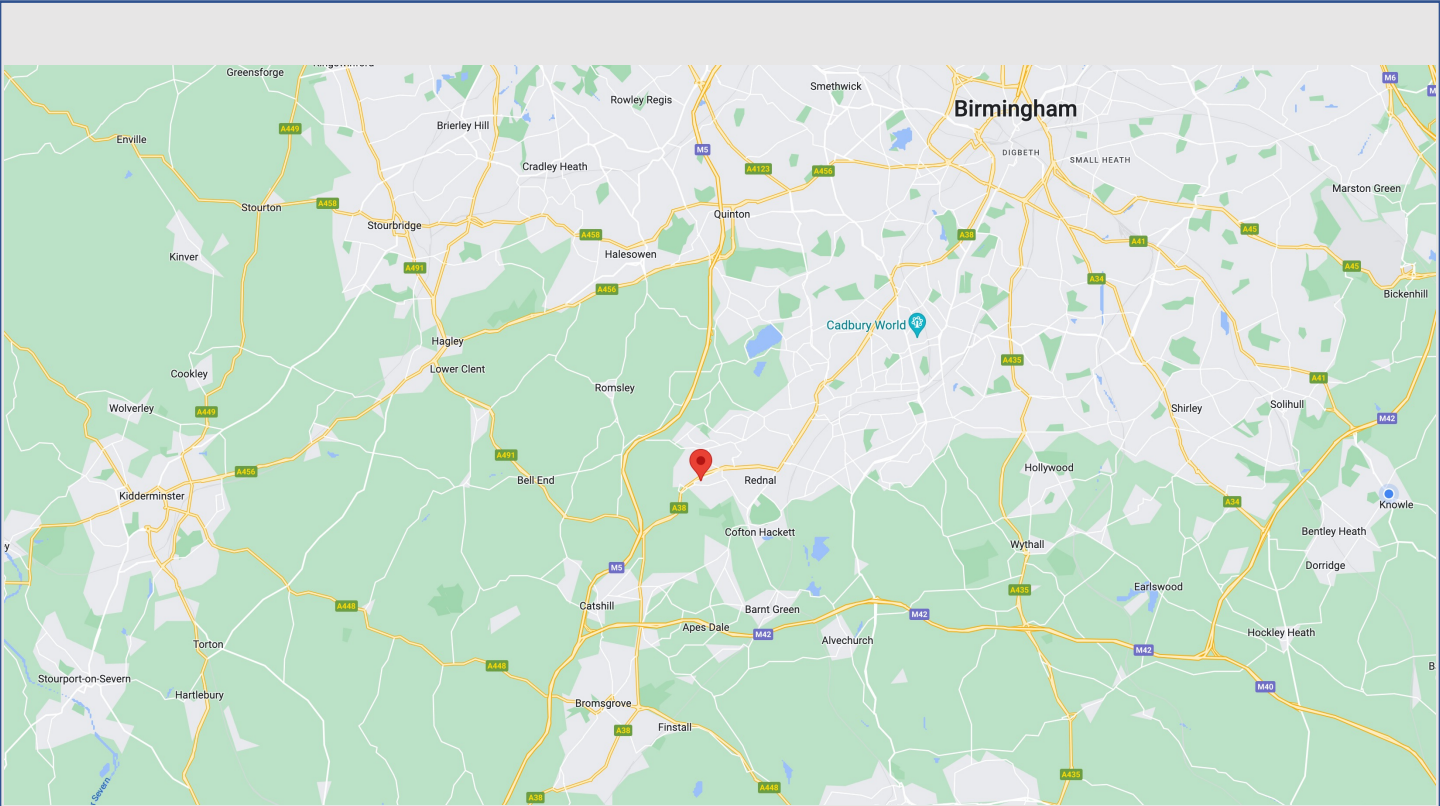 Greensforge
Kingswinford
Smethwick
Birmingham
M6
Rowley Regis
Enville
A449
Brierley Hill
M5
DIGBETH
SMALL HEATH
Cradley Heath
A4123
A456
Marston Green
Stourton
A458
Stourbridge
Quinton
A458
A38
A45
A41
Kinver
Halesowen
A491
A456
A34
A45
Bickenhill
Cadbury World
Hagley
Lower Clent
A435
Cookley
Romsley
A41
Wolverley
A449
Shirley
Solihull
M42
A491
A456
Bell End
Rednal
Hollywood
Kidderminster
A38
A34
Knowle
Cofton Hackett
Bentley Heath
y
Wythall
M5
Dorridge
A448
Catshill
Barnt Green
A435
Earlswood
Apes Dale
M42
M42
Alvechurch
Hockley Heath
Torton
M42
A448
B
Stourport-on-Severn
M40
Hartlebury
Bromsgrove
Finstall
A38
A435
A448
A38
r Severn